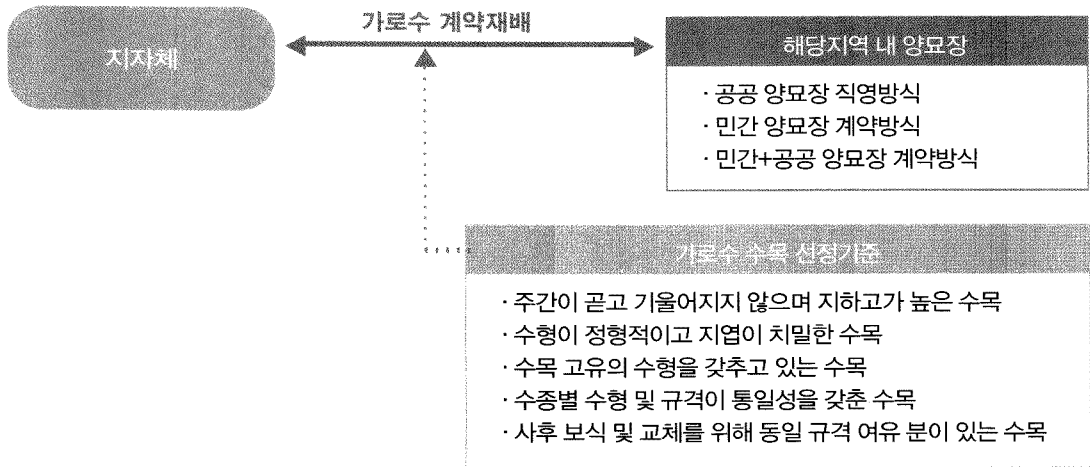 가로수 계약재배
지자체
해당지역 내 양묘장
· 공공 양묘장 직영방식
· 민간 양묘장 계약방식
· 민간+공공 양묘장 계약방식
가로수 수목 선정기준
· 주간이 곧고 기울어지지 않으며 지하고가 높은 수목
· 수형이 정형적이고 지엽이 치밀한 수목
· 수목 고유의 수형을 갖추고 있는 수목
· 수종별 수형 및 규격이 통일성을 갖춘 수목
· 사후 보식 및 교체를 위해 동일 규격 여유 분이 있는 수목